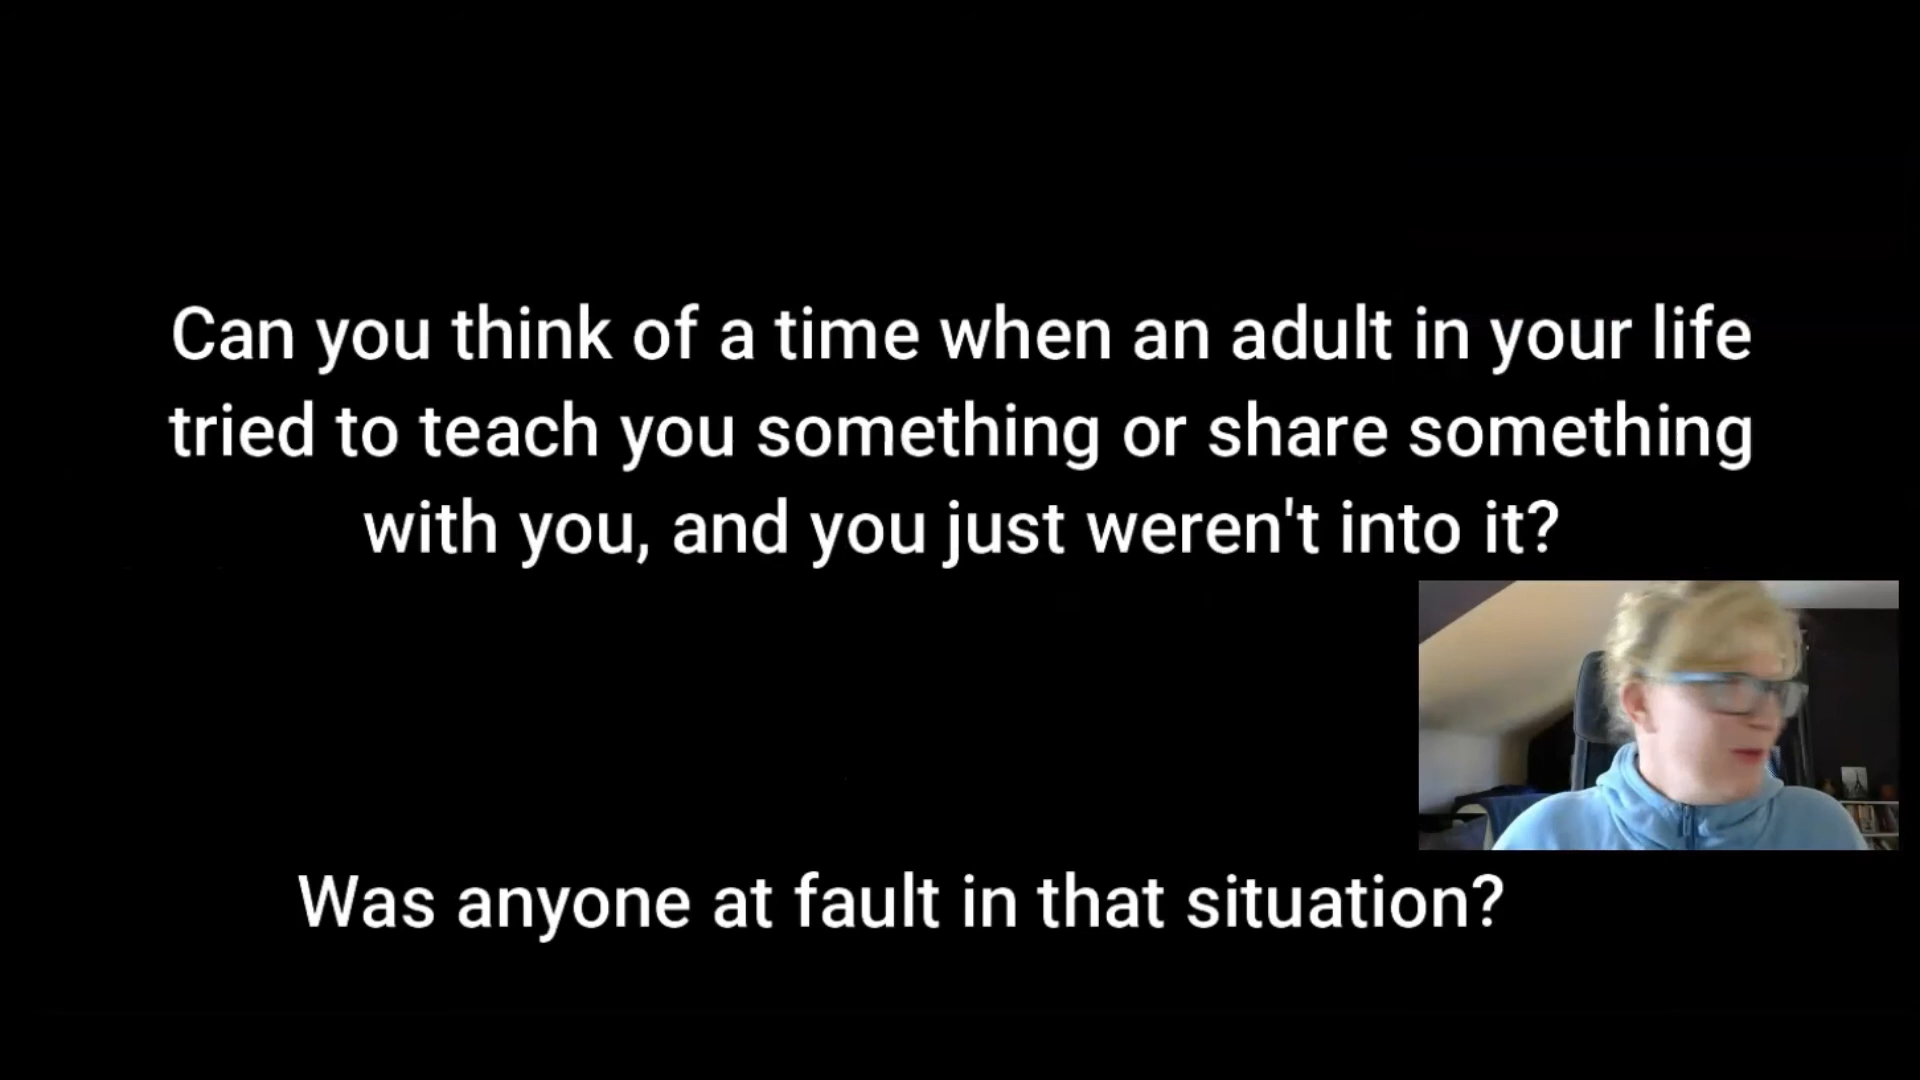 Can you think of a time when an adult in your life
tried to teach you something or share something
with you, and you just weren't into it?
Was anyone at fault in that situation?